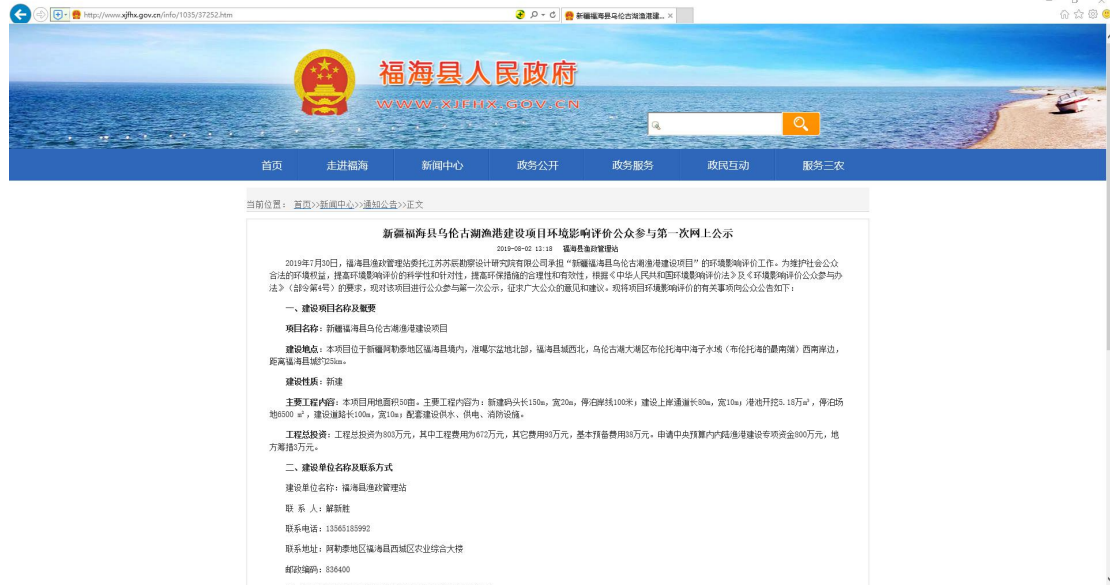 http://www.xjfhx.gov.cn/info/1035/37252.htm
新疆福海县乌伦古湖渔港建...
福海县人民政府
WWW.XJFHX.GOV.CN
首页 走进福海 新闻中心 政务公开 政务服务 政民互动 服务三农
当前位置: 首页>>新闻中心>>通知公告>>正文
新疆福海县乌伦古湖渔港建设项目环境影响评价公众参与第一次网上公示
2019-08-02 13:18 福海县渔政管理站
2019年7月30日,福海县渔政管理站委托江苏苏辰勘察设计研究院有限公司承担“新疆福海县乌伦古湖渔港建设项目”的环境影响评价工作。为维护社会公众
合法的环境权益,提高环境影响评价的科学性和针对性,提高环保措施的合理性和有效性,根据《中华人民共和国环境影响评价法》及《环境影响评价公众参与办
法》(部令第4号)的要求,现对该项目进行公众参与第一次公示,征求广大公众的意见和建议。现将项目环境影响评价的有关事项向公众公告如下:
一、建设项目名称及概要
项目名称:新疆福海县乌伦古湖渔港建设项目
建设地点:本项目位于新疆阿勒泰地区福海县境内,准噶尔盆地北部,福海县城西北,乌伦古湖大湖区布伦托海中海子水域(布伦托海的最南端)西南岸边,
距离福海县城约25km。
建设性质:新建
主要工程内容:本项目用地面积50亩。主要工程内容为:新建码头长150m,宽20m,停泊岸线100米;建设上岸通道长80m,宽10m;港池开挖5.18万m³,停泊场
地6500 m²,建设道路长100m,宽10m;配套建设供水、供电、消防设施。
工程总投资:工程总投资为803万元,其中工程费用为672万元,其它费用93万元,基本预备费用38万元。申请中央预算内内陆渔港建设专项资金800万元,地
方筹措3万元。
二、建设单位名称及联系方式
建设单位名称:福海县渔政管理站
联 系 人:解新胜
联系电话:13565185992
联系地址:阿勒泰地区福海县西城区农业综合大楼
邮政编码:836400